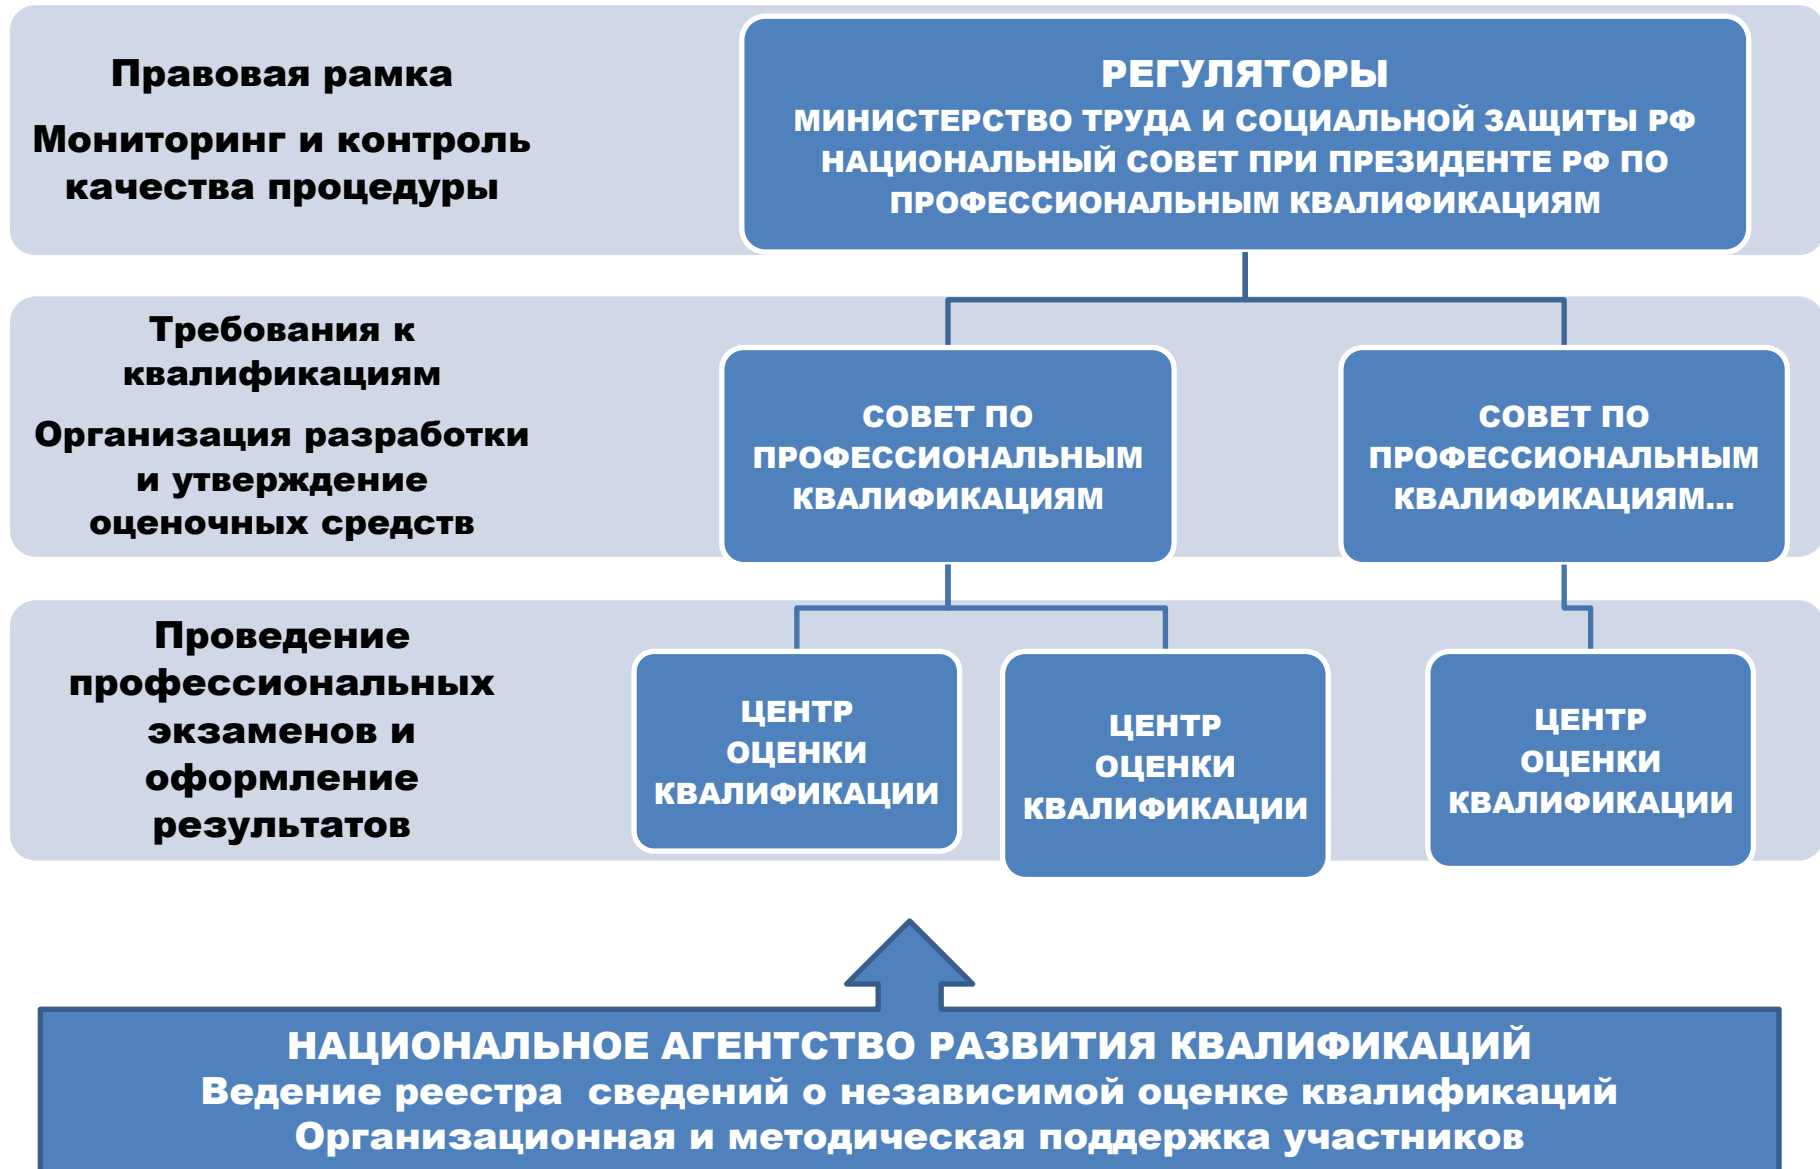 Правовая рамка
Мониторинг и контроль
качества процедуры
РЕГУЛЯТОРЫ
МИНИСТЕРСТВО ТРУДА И СОЦИАЛЬНОЙ ЗАЩИТЫ РФ
НАЦИОНАЛЬНЫЙ СОВЕТ ПРИ ПРЕЗИДЕНТЕ РФ ПО
ПРОФЕССИОНАЛЬНЫМ КВАЛИФИКАЦИЯМ
Требования к
квалификациям
Организация разработки
и утверждение
оценочных средств
СОВЕТ ПО
ПРОФЕССИОНАЛЬНЫМ
КВАЛИФИКАЦИЯМ
СОВЕТ ПО
ПРОФЕССИОНАЛЬНЫМ
КВАЛИФИКАЦИЯМ...
Проведение
профессиональных
экзаменов и
оформление
результатов
ЦЕНТР
ОЦЕНКИ
КВАЛИФИКАЦИИ
ЦЕНТР
ОЦЕНКИ
КВАЛИФИКАЦИИ
ЦЕНТР
ОЦЕНКИ
КВАЛИФИКАЦИИ
НАЦИОНАЛЬНОЕ АГЕНТСТВО РАЗВИТИЯ КВАЛИФИКАЦИЙ
Ведение реестра  сведений о независимой оценке квалификаций
Организационная и методическая поддержка участников